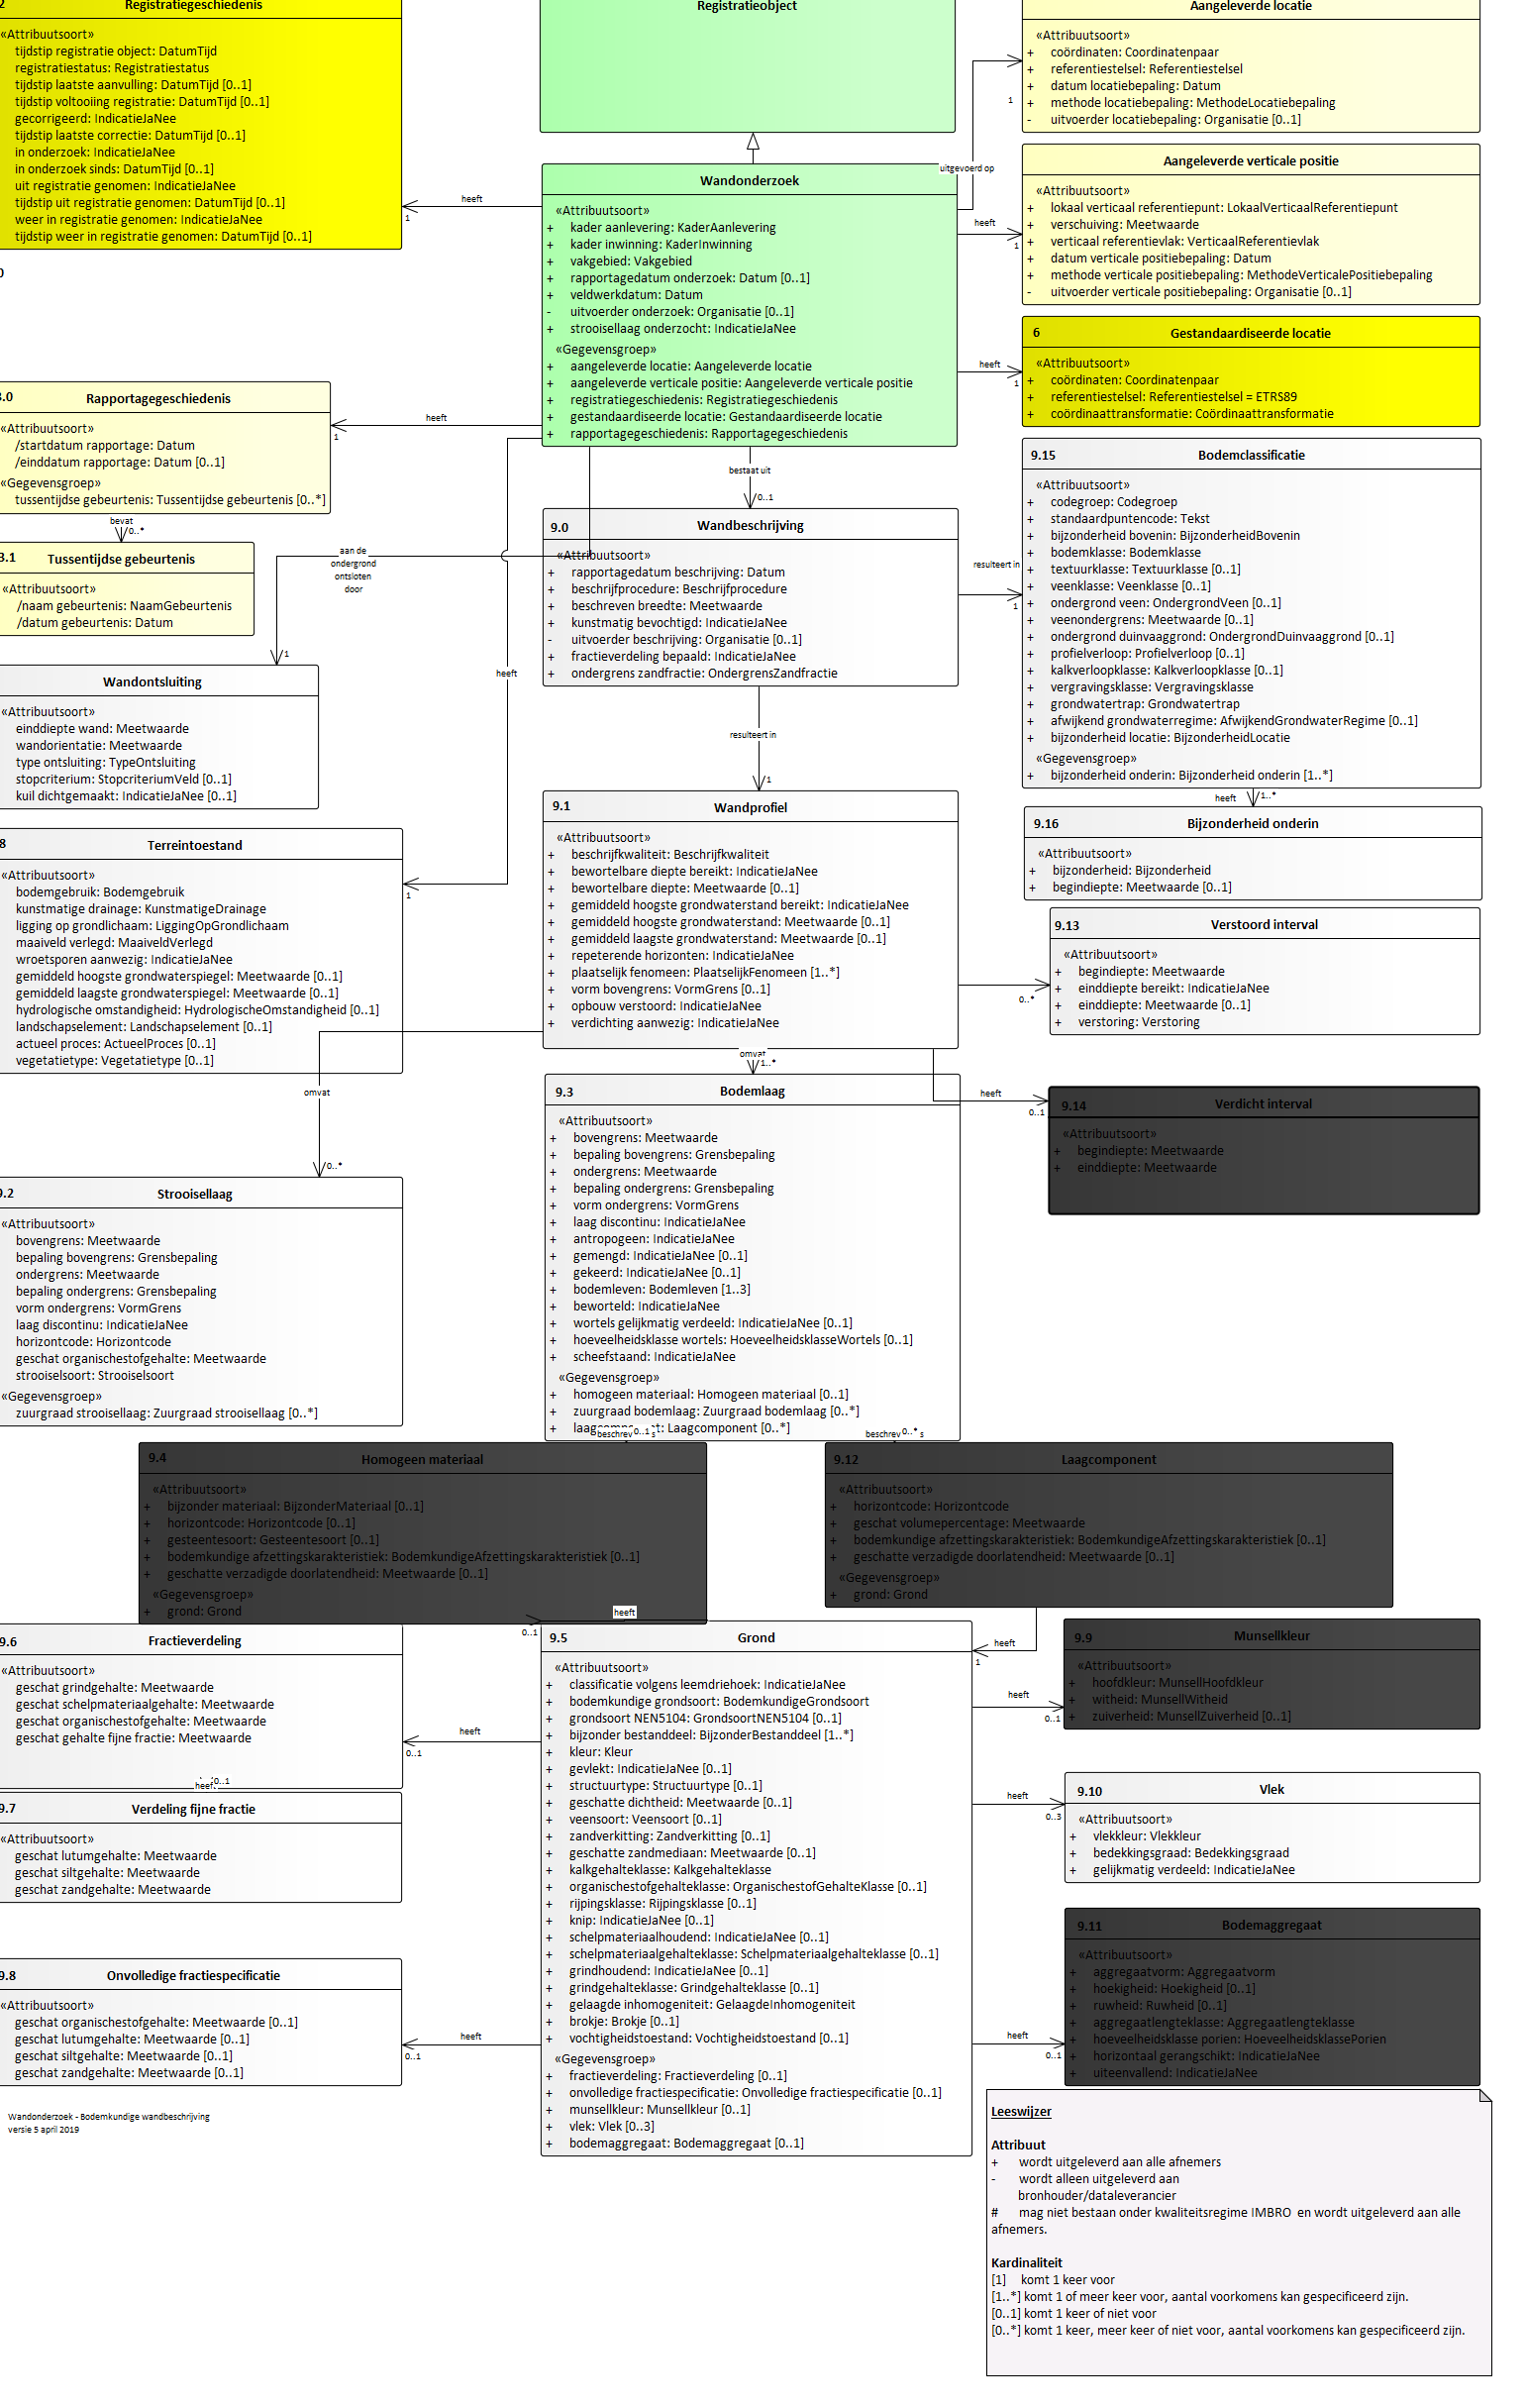 2 Registratiegeschiedenis
«Attribuutsoort»
tijdstip registratie object: DatumTijd
registratiestatus: Registratiestatus
tijdstip laatste aanvulling: DatumTijd [0..1]
tijdstip voltooiing registratie: DatumTijd [0..1]
gecorrigeerd: IndicatieJaNee
tijdstip laatste correctie: DatumTijd [0..1]
in onderzoek: IndicatieJaNee
in onderzoek sinds: DatumTijd [0..1]
uit registratie genomen: IndicatieJaNee
tijdstip uit registratie genomen: DatumTijd [0..1]
weer in registratie genomen: IndicatieJaNee
tijdstip weer in registratie genomen: DatumTijd [0..1]
0
Registratieobject
Aangeleverde locatie
«Attribuutsoort»
+ coördinaten: Coordinatenpaar
+ referentiestelsel: Referentiestelsel
+ datum locatiebepaling: Datum
+ methode locatiebepaling: MethodeLocatiebepaling
- uitvoerder locatiebepaling: Organisatie [0..1]
1
uitgevoerd op
heeft
1
Wandonderzoek
«Attribuutsoort»
+ kader aanlevering: KaderAanlevering
+ kader inwinning: KaderInwinning
+ vakgebied: Vakgebied
+ rapportagedatum onderzoek: Datum [0..1]
+ veldwerkdatum: Datum
- uitvoerder onderzoek: Organisatie [0..1]
+ strooisellaag onderzocht: IndicatieJaNee
«Gegevensgroep»
+ aangeleverde locatie: Aangeleverde locatie
+ aangeleverde verticale positie: Aangeleverde verticale positie
+ registratiegeschiedenis: Registratiegeschiedenis
+ gestandaardiseerde locatie: Gestandaardiseerde locatie
+ rapportagegeschiedenis: Rapportagegeschiedenis
heeft
1
Aangeleverde verticale positie
«Attribuutsoort»
+ lokaal verticaal referentiepunt: LokaalVerticaalReferentiepunt
+ verschuiving: Meetwaarde
+ verticaal referentievlak: VerticaalReferentievlak
+ datum verticale positiebepaling: Datum
+ methode verticale positiebepaling: MethodeVerticalePositiebepaling
- uitvoerder verticale positiebepaling: Organisatie [0..1]
heeft
1
6 Gestandaardiseerde locatie
«Attribuutsoort»
+ coördinaten: Coordinatenpaar
+ referentiestelsel: Referentiestelsel = ETRS89
+ coördinaattransformatie: Coördinaattransformatie
3.0 Rapportagegeschiedenis
«Attribuutsoort»
/startdatum rapportage: Datum
/einddatum rapportage: Datum [0..1]
«Gegevensgroep»
tussentijdse gebeurtenis: Tussentijdse gebeurtenis [0..*]
heeft
1
bevat
0..*
3.1 Tussentijdse gebeurtenis
«Attribuutsoort»
/naam gebeurtenis: NaamGebeurtenis
/datum gebeurtenis: Datum
aan de
ondergrond
ontsloten
door
1
bestaat uit
0..1
9.0 Wandbeschrijving
«Attribuutsoort»
+ rapportagedatum beschrijving: Datum
+ beschrijfprocedure: Beschrijfprocedure
+ beschreven breedte: Meetwaarde
+ kunstmatig bevochtigd: IndicatieJaNee
- uitvoerder beschrijving: Organisatie [0..1]
+ fractieverdeling bepaald: IndicatieJaNee
+ ondergrens zandfractie: OndergrensZandfractie
resulteert in
1
9.15 Bodemclassificatie
«Attribuutsoort»
+ codegroep: Codegroep
+ standaardpuntencode: Tekst
+ bijzonderheid bovenin: BijzonderheidBovenin
+ bodemklasse: Bodemklasse
+ textuurklasse: Textuurklasse [0..1]
+ veenklasse: Veenklasse [0..1]
+ ondergrond veen: OndergrondVeen [0..1]
+ veenondergrens: Meetwaarde [0..1]
+ ondergrond duinvaaggrond: OndergrondDuinvaaggrond [0..1]
+ profielverloop: Profielverloop [0..1]
+ kalkverloopklasse: Kalkverloopklasse [0..1]
+ vergravingsklasse: Vergravingsklasse
+ grondwatertrap: Grondwatertrap
+ afwijkend grondwaterregime: AfwijkendGrondwaterRegime [0..1]
+ bijzonderheid locatie: BijzonderheidLocatie
«Gegevensgroep»
+ bijzonderheid onderin: Bijzonderheid onderin [1..*]
heeft
1..*
9.16 Bijzonderheid onderin
«Attribuutsoort»
+ bijzonderheid: Bijzonderheid
+ begindiepte: Meetwaarde [0..1]
Wandontsluiting
«Attribuutsoort»
einddiepte wand: Meetwaarde
wandorientatie: Meetwaarde
type ontsluiting: TypeOntsluiting
stopcriterium: StopcriteriumVeld [0..1]
kuil dichtgemaakt: IndicatieJaNee [0..1]
heeft
1
resulteert in
1
8 Terreintoestand
«Attribuutsoort»
bodemgebruik: Bodemgebruik
kunstmatige drainage: KunstmatigeDrainage
ligging op grondlichaam: LiggingOpGrondlichaam
maaiveld verlegd: MaaiveldVerlegd
wroetsporen aanwezig: IndicatieJaNee
gemiddeld hoogste grondwaterspiegel: Meetwaarde [0..1]
gemiddeld laagste grondwaterspiegel: Meetwaarde [0..1]
hydrologische omstandigheid: HydrologischeOmstandigheid [0..1]
landschapselement: Landschapselement [0..1]
actueel proces: ActueelProces [0..1]
vegetatietype: Vegetatietype [0..1]
9.1 Wandprofiel
«Attribuutsoort»
+ beschrijfkwaliteit: Beschrijfkwaliteit
+ bewortelbare diepte bereikt: IndicatieJaNee
+ bewortelbare diepte: Meetwaarde [0..1]
+ gemiddeld hoogste grondwaterstand bereikt: IndicatieJaNee
+ gemiddeld hoogste grondwaterstand: Meetwaarde [0..1]
+ gemiddeld laagste grondwaterstand: Meetwaarde [0..1]
+ repeterende horizonten: IndicatieJaNee
+ plaatselijk fenomeen: PlaatselijkFenomeen [1..*]
+ vorm bovengrens: VormGrens [0..1]
+ opbouw verstoord: IndicatieJaNee
+ verdichting aanwezig: IndicatieJaNee
0..*
9.13 Verstoord interval
«Attribuutsoort»
+ begindiepte: Meetwaarde
+ einddiepte bereikt: IndicatieJaNee
+ einddiepte: Meetwaarde [0..1]
+ verstoring: Verstoring
omvat
0..*
omvat
1..*
heeft
0..1
9.14 Verdicht interval
«Attribuutsoort»
+ begindiepte: Meetwaarde
+ einddiepte: Meetwaarde
9.2 Strooisellaag
«Attribuutsoort»
bovengrens: Meetwaarde
bepaling bovengrens: Grensbepaling
ondergrens: Meetwaarde
bepaling ondergrens: Grensbepaling
vorm ondergrens: VormGrens
laag discontinu: IndicatieJaNee
horizontcode: Horizontcode
geschat organischestofgehalte: Meetwaarde
strooiselsoort: Strooiselsoort
«Gegevensgroep»
zuurgraad strooisellaag: Zuurgraad strooisellaag [0..*]
9.3 Bodemlaag
«Attribuutsoort»
+ bovengrens: Meetwaarde
+ bepaling bovengrens: Grensbepaling
+ ondergrens: Meetwaarde
+ bepaling ondergrens: Grensbepaling
+ vorm ondergrens: VormGrens
+ laag discontinu: IndicatieJaNee
+ antropogeen: IndicatieJaNee
+ gemengd: IndicatieJaNee [0..1]
+ gekeerd: IndicatieJaNee [0..1]
+ bodemleven: Bodemleven [1..3]
+ beworteld: IndicatieJaNee
+ wortels gelijkmatig verdeeld: IndicatieJaNee [0..1]
+ hoeveelheidsklasse wortels: HoeveelheidsklasseWortels [0..1]
+ scheefstaand: IndicatieJaNee
«Gegevensgroep»
+ homogeen materiaal: Homogeen materiaal [0..1]
+ zuurgraad bodemlaag: Zuurgraad bodemlaag [0..*]
+ Laagcomponent [0..*]
0..1
0..*
9.4 Homogeen materiaal
«Attribuutsoort»
+ bijzonder materiaal: BijzonderMateriaal [0..1]
+ horizontcode: Horizontcode [0..1]
+ gesteentesoort: Gesteentesoort [0..1]
+ bodemkundige afzettingskarakteristiek: BodemkundigeAfzettingskarakteristiek [0..1]
+ geschatte verzadigde doorlatendheid: Meetwaarde [0..1]
«Gegevensgroep»
+ grond: Grond
9.12 Laagcomponent
«Attribuutsoort»
+ horizontcode: Horizontcode
+ geschat volumepercentage: Meetwaarde
+ bodemkundige afzettingskarakteristiek: BodemkundigeAfzettingskarakteristiek [0..1]
+ geschatte verzadigde doorlatendheid: Meetwaarde [0..1]
«Gegevensgroep»
+ grond: Grond
heeft
0..1
heeft
1
9.6 Fractieverdeling
«Attribuutsoort»
geschat grindgehalte: Meetwaarde
geschat schelpmateriaalgehalte: Meetwaarde
geschat organischestofgehalte: Meetwaarde
geschat gehalte fijne fractie: Meetwaarde
heeft
0..1
heeft
0..1
9.7 Verdeling fijne fractie
«Attribuutsoort»
geschat lutumgehalte: Meetwaarde
geschat siltgehalte: Meetwaarde
geschat zandgehalte: Meetwaarde
9.8 Onvolledige fractiespecificatie
«Attribuutsoort»
geschat organischestofgehalte: Meetwaarde [0..1]
geschat lutumgehalte: Meetwaarde [0..1]
geschat siltgehalte: Meetwaarde [0..1]
geschat zandgehalte: Meetwaarde [0..1]
heeft
0..1
9.5 Grond
«Attribuutsoort»
+ classificatie volgens leemdriehoek: IndicatieJaNee
+ bodemkundige grondsoort: BodemkundigeGrondsoort
+ grondsoort NEN5104: GrondsoortNEN5104 [0..1]
+ bijzonder bestanddeel: BijzonderBestanddeel [1..*]
+ kleur: Kleur
+ gevlekt: IndicatieJaNee [0..1]
+ structuurtype: Structuurtype [0..1]
+ geschatte dichtheid: Meetwaarde [0..1]
+ veensoort: Veensoort [0..1]
+ zandverkitting: Zandverkitting [0..1]
+ geschatte zandmediaan: Meetwaarde [0..1]
+ kalkgehalteklasse: Kalkgehalteklasse
+ organischestofgehalteklasse: OrganischestofGehalteKlasse [0..1]
+ rijpingsklasse: Rijpingsklasse [0..1]
+ knip: IndicatieJaNee [0..1]
+ schelpmateriaalhoudend: IndicatieJaNee [0..1]
+ schelpmateriaalgehalteklasse: Schelpmateriaalgehalteklasse [0..1]
+ grindhoudend: IndicatieJaNee [0..1]
+ grindgehalteklasse: Grindgehalteklasse [0..1]
+ gelaagde inhomogeniteit: GelaagdeInhomogeniteit
+ brokje: Brokje [0..1]
+ vochtigheidstoestand: Vochtigheidstoestand [0..1]
«Gegevensgroep»
+ fractieverdeling: Fractieverdeling [0..1]
+ onvolledige fractiespecificatie: Onvolledige fractiespecificatie [0..1]
+ munsellkleur: Munsellkleur [0..1]
+ vlek: Vlek [0..3]
+ bodemaggregaat: Bodemaggregaat [0..1]
heeft
0..1
9.9 Munsellkleur
«Attribuutsoort»
+ hoofdkleur: MunsellHoofdkleur
+ witheid: MunsellWitheid
+ zuiverheid: MunsellZuiverheid [0..1]
heeft
0..3
9.10 Vlek
«Attribuutsoort»
+ vlekkleur: Vlekkleur
+ bedekkingsgraad: Bedekkingsgraad
+ gelijkmatig verdeeld: IndicatieJaNee
heeft
0..1
9.11 Bodemaggregaat
«Attribuutsoort»
+ aggregaatvorm: Aggregaatvorm
+ hoekigheid: Hoekigheid [0..1]
+ ruwheid: Ruwheid [0..1]
+ aggregaatlengteklasse: Aggregaatlengteklasse
+ hoeveelheidsklasse porien: HoeveelheidsklassePorien
+ horizontaal gerangschikt: IndicatieJaNee
+ uiteenvallend: IndicatieJaNee
Wandonderzoek - Bodemkundige wandbeschrijving
versie 5 april 2019
Leeswijzer
Attribuut
+ wordt uitgeleverd aan alle afnemers
- wordt alleen uitgeleverd aan
bronhouder/dataleverancier
# mag niet bestaan onder kwaliteitsregime IMBRO en wordt uitgeleverd aan alle
afnemers.
Kardinaliteit
[1] komt 1 keer voor
[1..*] komt 1 of meer keer voor, aantal voorkomens kan gespecificeerd zijn.
[0..1] komt 1 keer of niet voor
[0..*] komt 1 keer, meer keer of niet voor, aantal voorkomens kan gespecificeerd zijn.